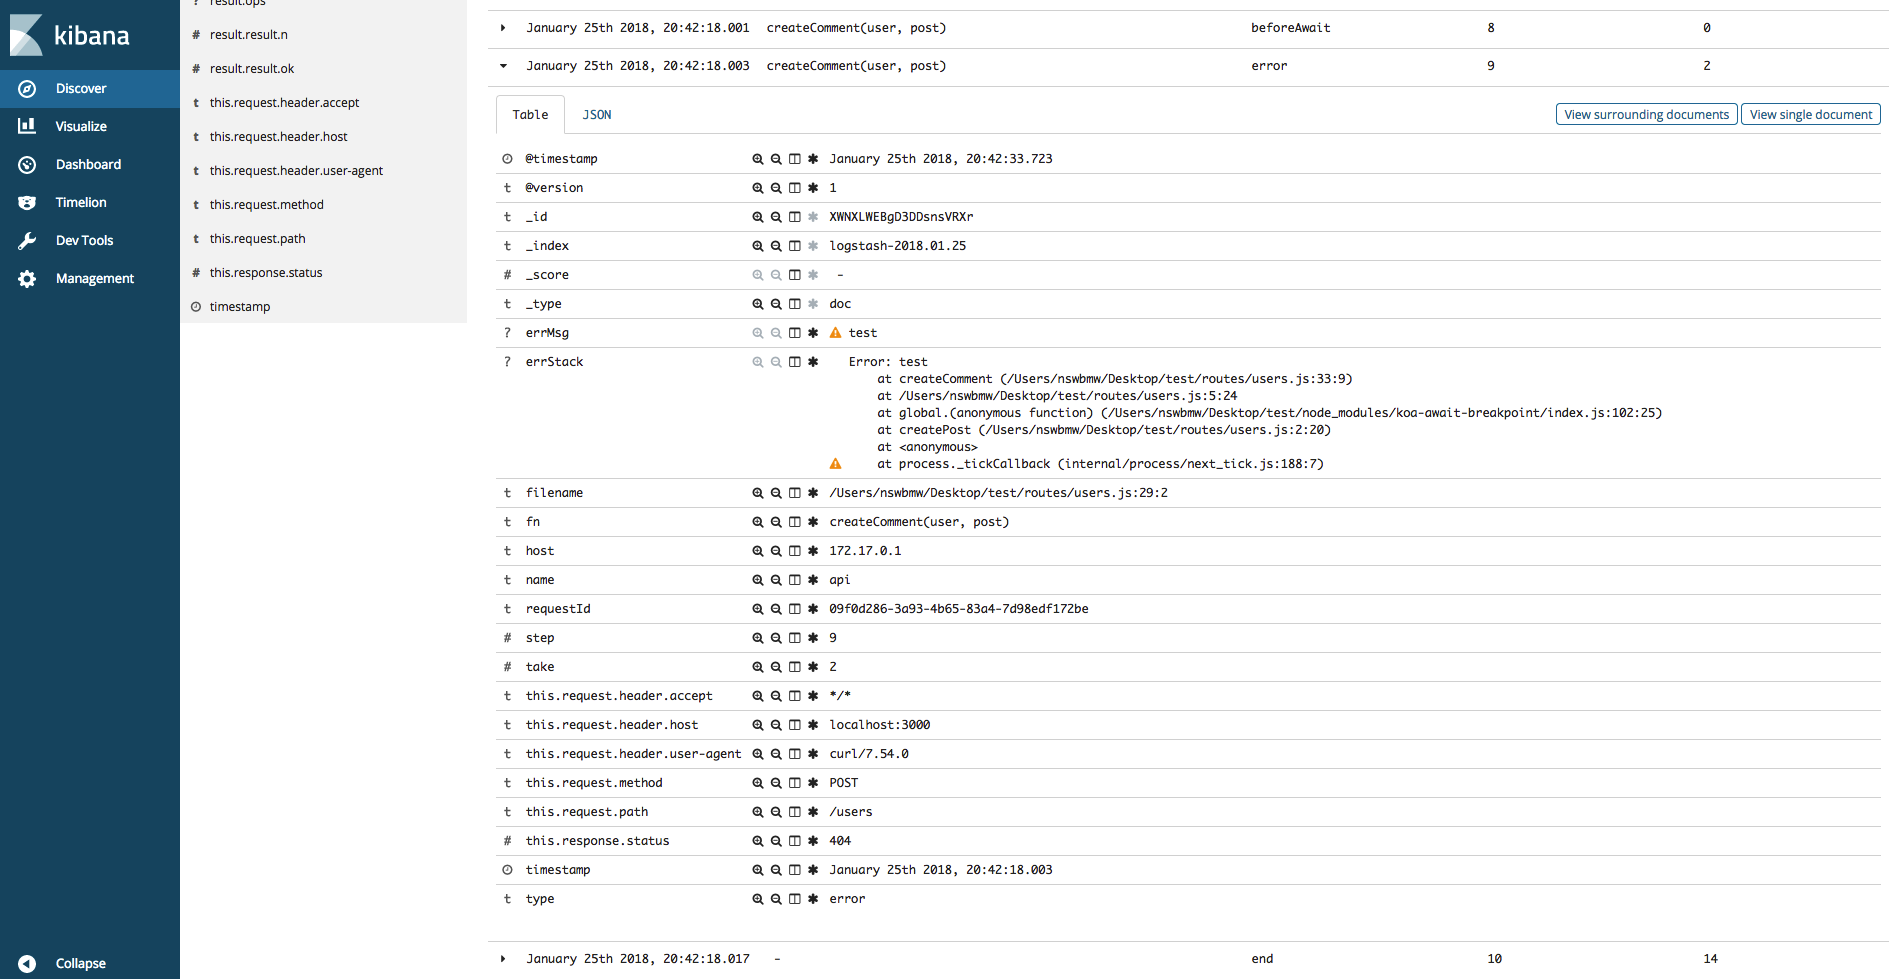 kibana
Discover
Visualize
Dashboard
Timelion
Dev Tools
Management
Collapse
? result.ops
# result.result.n
# result.result.ok
t this.request.header.accept
t this.request.header.host
t this.request.header.user-agent
t this.request.method
t this.request.path
# this.response.status
timestamp
January 25th 2018, 20:42:18.001 createComment(user, post) beforeAwait 8 0
January 25th 2018, 20:42:18.003 createComment(user, post) error 9 2
Table JSON View surrounding documents View single document
@timestamp January 25th 2018, 20:42:33.723
t @version 1
t _id XWNXLWEBgD3DDsnsVRXr
t _index logstash-2018.01.25
# _score -
t _type doc
? errMsg test
? errStack Error: test
at createComment (/Users/nswbmw/Desktop/test/routes/users.js:33:9)
at /Users/nswbmw/Desktop/test/routes/users.js:5:24
at global.(anonymous function) (/Users/nswbmw/Desktop/test/node_modules/koa-await-breakpoint/index.js:102:25)
at createPost (/Users/nswbmw/Desktop/test/routes/users.js:2:20)
at <anonymous>
at process._tickCallback (internal/process/next_tick.js:188:7)
t filename /Users/nswbmw/Desktop/test/routes/users.js:29:2
t fn createComment(user, post)
t host 172.17.0.1
t name api
t requestId 09f0d286-3a93-4b65-83a4-7d98edf172be
# step 9
# take 2
t this.request.header.accept */*
t this.request.header.host localhost:3000
t this.request.header.user-agent curl/7.54.0
t this.request.method POST
t this.request.path /users
# this.response.status 404
timestamp January 25th 2018, 20:42:18.003
t type error
January 25th 2018, 20:42:18.017 - end 10 14